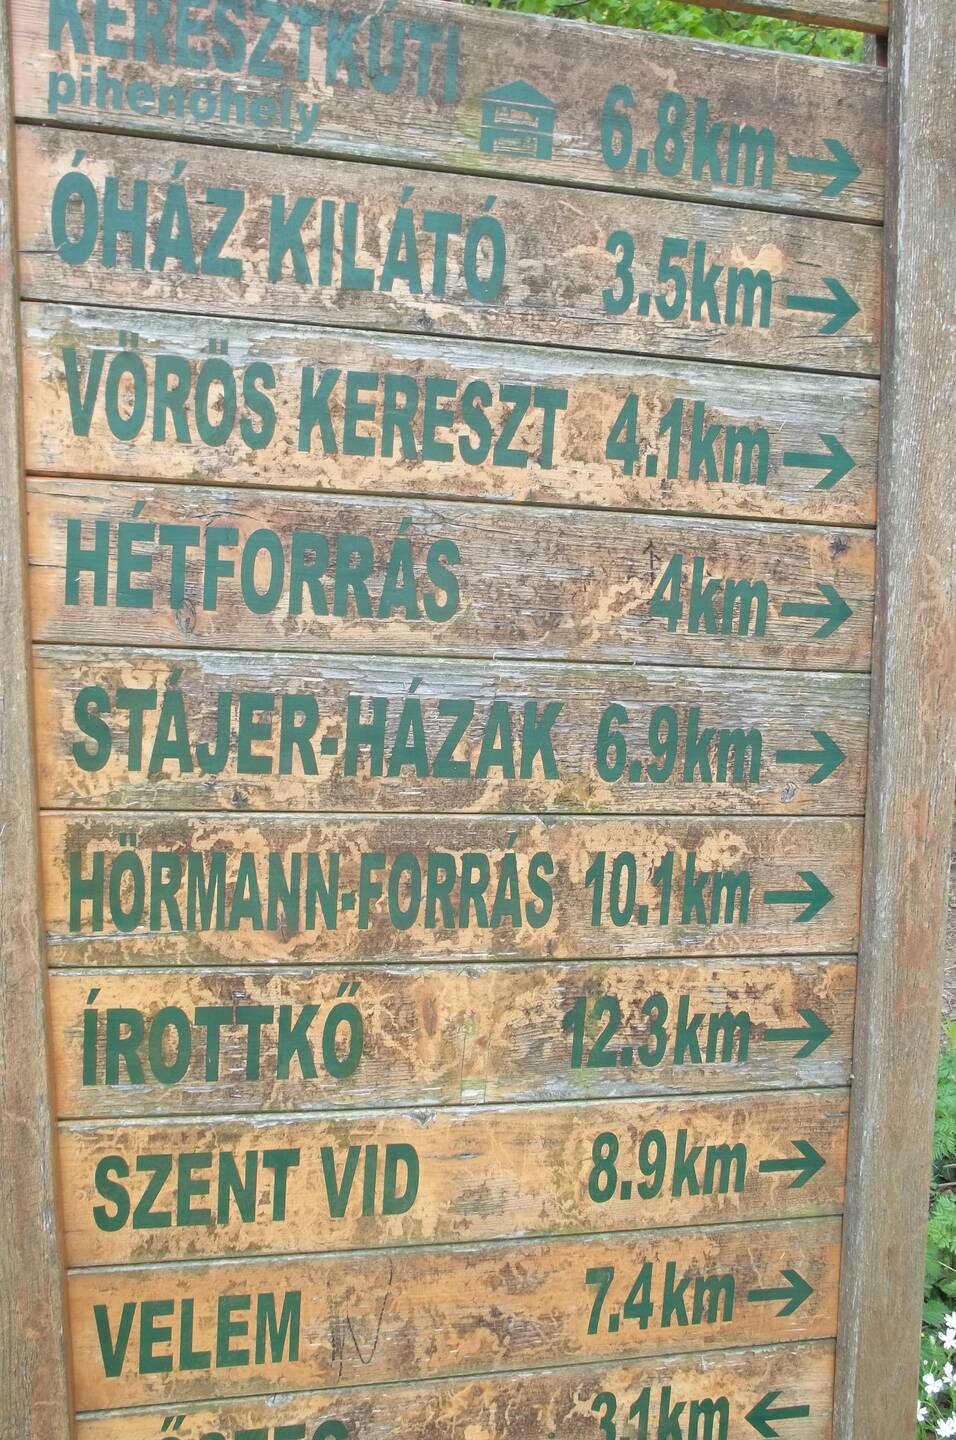 KERESZTKÚTI
pihenőhely 6.8km →
ÓHÁZ KILÁTÓ 3.5km →
VÖRÖS KERESZT 4.1km →
HÉTFORRÁS 4km →
STÁJER-HÁZAK 6.9km →
HÖRMANN-FORRÁS 10.1km →
ÍROTTKŐ 12.3km →
SZENT VID 8.9km →
VELEM 7.4km →
KŐSZEG 3.1km ←